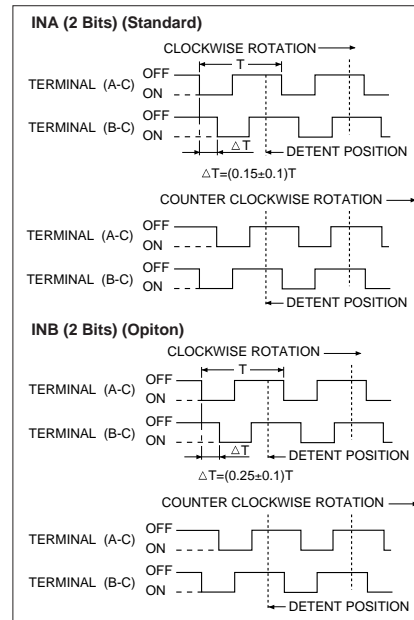 INA (2 Bits) (Standard)
CLOCKWISE ROTATION
T
OFF
TERMINAL (A-C)
ON
OFF
TERMINAL (B-C)
ON
△T
DETENT POSITION
△T=(0.15±0.1)T
COUNTER CLOCKWISE ROTATION
OFF
TERMINAL (A-C)
ON
OFF
TERMINAL (B-C)
ON
DETENT POSITION
INB (2 Bits) (Opiton)
CLOCKWISE ROTATION
T
OFF
TERMINAL (A-C)
ON
OFF
TERMINAL (B-C)
ON
△T
DETENT POSITION
△T=(0.25±0.1)T
COUNTER CLOCKWISE ROTATION
OFF
TERMINAL (A-C)
ON
OFF
TERMINAL (B-C)
ON
DETENT POSITION